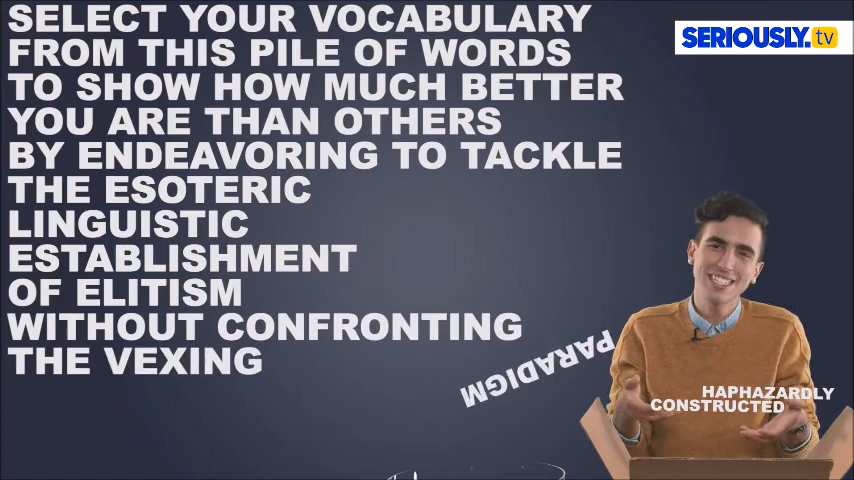 SELECT YOUR VOCABULARY
FROM THIS PILE OF WORDS
TO SHOW HOW MUCH BETTER
YOU ARE THAN OTHERS
BY ENDEAVORING TO TACKLE
THE ESOTERIC
LINGUISTIC
ESTABLISHMENT
OF ELITISM
WITHOUT CONFRONTING
THE VEXING
PARADIGM
HAPHAZARDLY
CONSTRUCTED
SERIOUSLY.tv